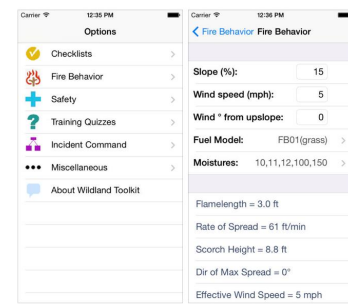 Carrier 12:35 PM
Options
Checklists
Fire Behavior
Safety
Training Quizzes
Incident Command
Miscellaneous
About Wildland Toolkit
Carrier 12:36 PM
Fire Behavior Fire Behavior
Slope (%): 15
Wind speed (mph): 5
Wind ° from upslope: 0
Fuel Model: FB01(grass)
Moistures: 10,11,12,100,150
Flamelength = 3.0 ft
Rate of Spread = 61 ft/min
Scorch Height = 8.8 ft
Dir of Max Spread = 0°
Effective Wind Speed = 5 mph